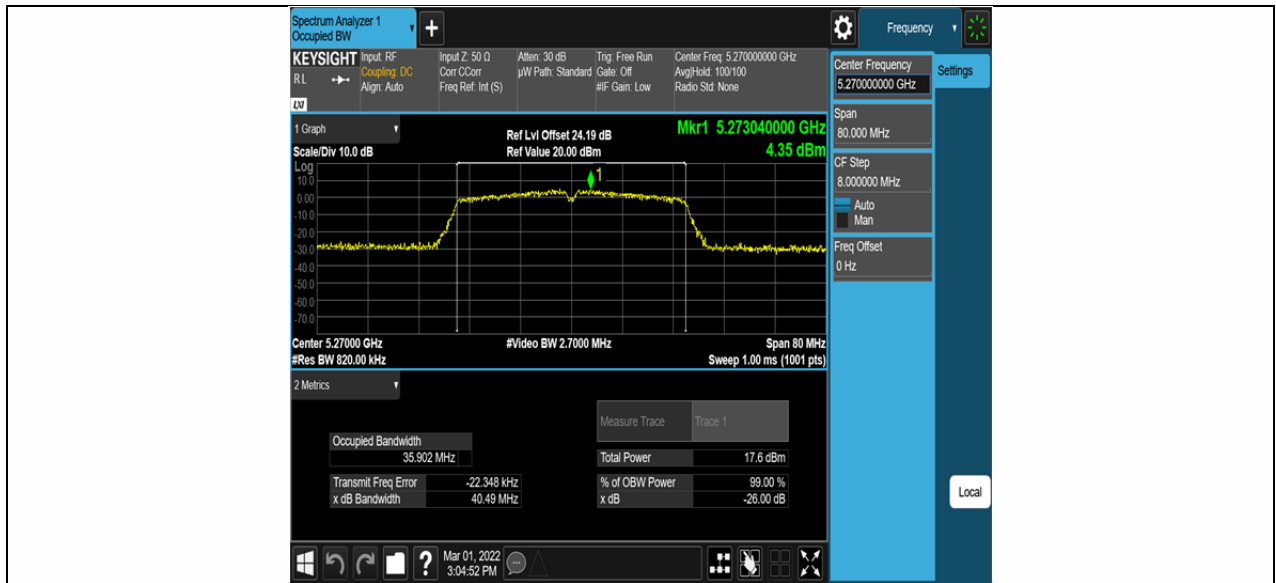 Spectrum Analyzer 1
Occupied BW
+
Frequency
KEYSIGHT
RL
LXI
Input: RF
Coupling: DC
Align: Auto
Input Z: 50 Ω
Corr CCorr
Freq Ref: Int (S)
Atten: 30 dB
µW Path: Standard
Trig: Free Run
Gate: Off
#IF Gain: Low
Center Freq: 5.270000000 GHz
Avg|Hold: 100/100
Radio Std: None
Center Frequency
5.270000000 GHz
Settings
Span
80.000 MHz
CF Step
8.000000 MHz
Auto
Man
Freq Offset
0 Hz
Local
1 Graph
Scale/Div 10.0 dB
Ref Lvl Offset 24.19 dB
Ref Value 20.00 dBm
Mkr1 5.273040000 GHz
4.35 dBm
Log
10.0
0.00
-10.0
-20.0
-30.0
-40.0
-50.0
-60.0
-70.0
1
Center 5.27000 GHz
#Res BW 820.00 kHz
#Video BW 2.7000 MHz
Span 80 MHz
Sweep 1.00 ms (1001 pts)
2 Metrics
Measure Trace Trace 1
Occupied Bandwidth
35.902 MHz
Total Power 17.6 dBm
Transmit Freq Error -22.348 kHz
% of OBW Power 99.00 %
x dB Bandwidth 40.49 MHz
x dB -26.00 dB
?
Mar 01, 2022
3:04:52 PM